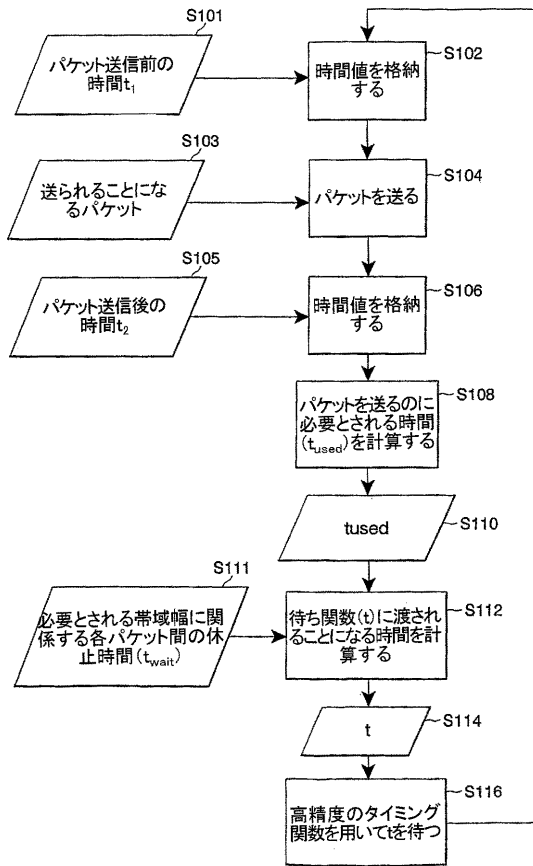 S101
パケット送信前の
時間t₁
S102
時間値を格納
する
S103
送られることにな
るパケット
S104
パケットを送る
S105
パケット送信後の
時間t₂
S106
時間値を格納
する
S108
パケットを送るのに
必要とされる時間
(tused)を計算する
tused
S110
S111
必要とされる帯域幅に関
係する各パケット間の休
止時間(twait)
S112
待ち関数(t)に渡され
ることになる時間を計
算する
t
S114
S116
高精度のタイミング
関数を用いてtを待つ